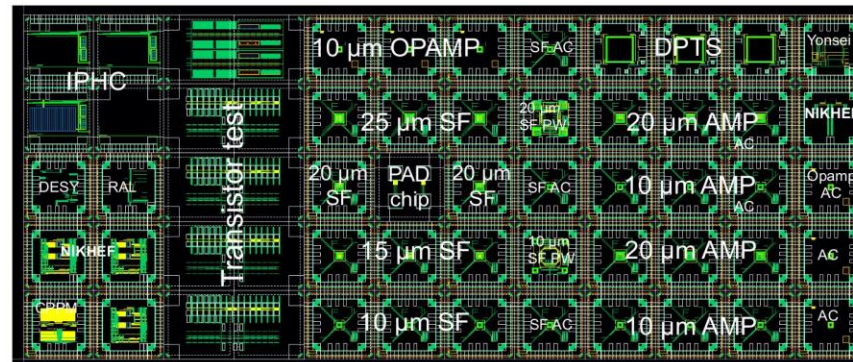 10 µm OPAMP
SF AC
DPTS
Yonsei
IPHC
Transistor test
25 µm SF
20 µm
SF PW
20 µm AMP
AC
NIKHEF
DESY
RAL
20 µm
SF
PAD
chip
20 µm
SF
SF AC
10 µm AMP
AC
Opamp
AC
NIKHEF
15 µm SF
10 µm
SF PW
20 µm AMP
AC
CPPM
10 µm SF
SF AC
10 µm AMP
AC